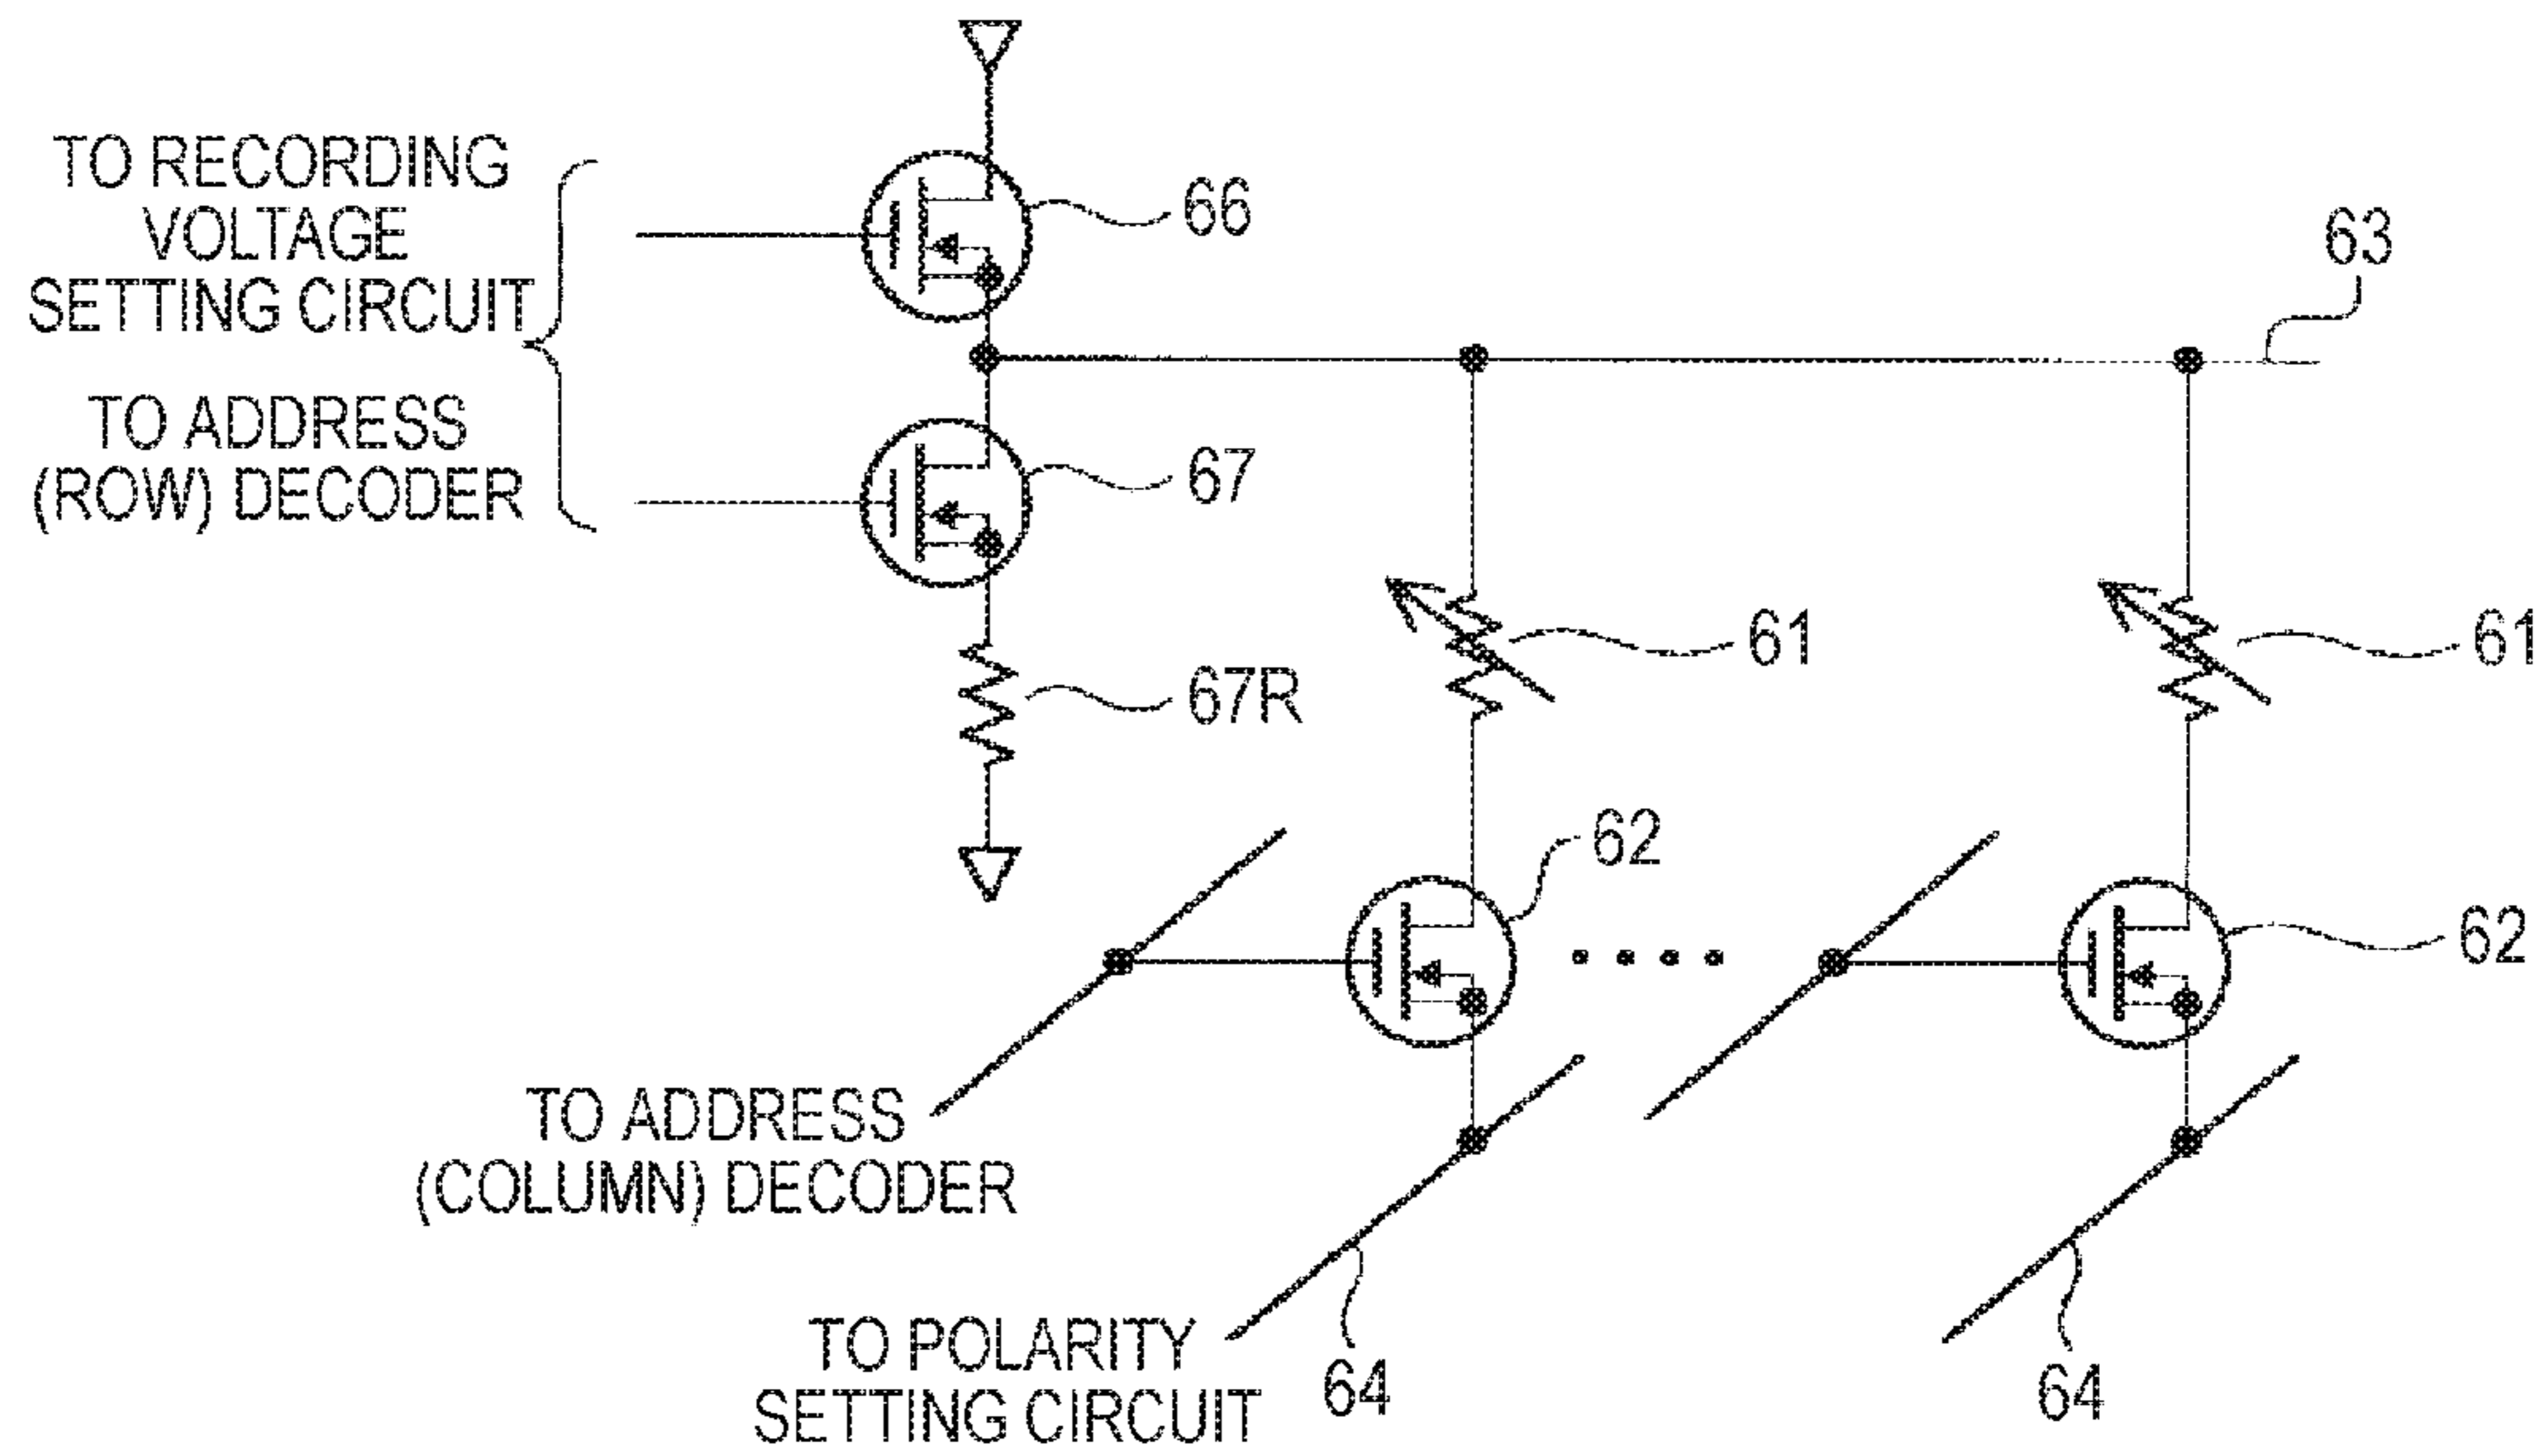 TO RECORDING
VOLTAGE
SETTING CIRCUIT
TO ADDRESS
(ROW) DECODER
66
63
67
67R
61
61
62
62
TO ADDRESS
(COLUMN) DECODER
TO POLARITY
SETTING CIRCUIT
64
64